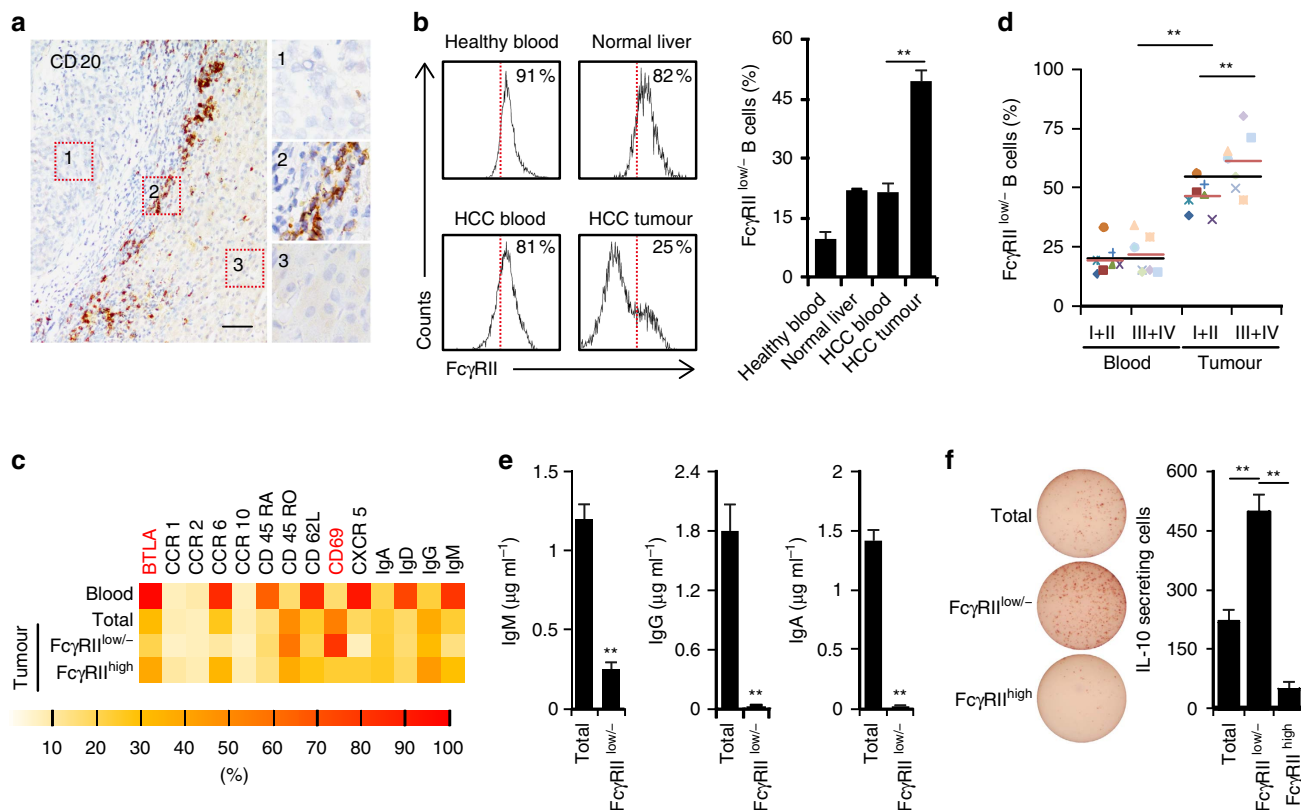 a
CD 20
1
2
3
1
2
3
b
Healthy blood
Normal liver
91 %
82 %
HCC blood
HCC tumour
81 %
25 %
Counts
FcγRII
FcγRII low/– B cells (%)
60
45
30
15
0
**
Healthy blood
Normal liver
HCC blood
HCC tumour
d
FcγRII low/– B cells (%)
100
75
50
25
0
**
**
I+II III+IV I+II III+IV
Blood Tumour
c
BTLA
CCR 1
CCR 2
CCR 6
CCR 10
CD 45 RA
CD 45 RO
CD 62L
CD69
CXCR 5
IgA
IgD
IgG
IgM
Blood
Total
FcγRII low/–
FcγRII high
Tumour
10 20 30 40 50 60 70 80 90 100
(%)
e
IgM (μg ml–1)
1.5
1
0.5
0
**
Total
FcγRII low/–
IgG (μg ml–1)
2.4
1.8
1.2
0.6
0
**
Total
FcγRII low/–
IgA (μg ml–1)
2
1.5
1
0.5
0
**
Total
FcγRII low/–
f
Total
FcγRII low/–
FcγRII high
IL-10 secreting cells
600
450
300
150
0
** **
Total
FcγRII low/–
FcγRII high